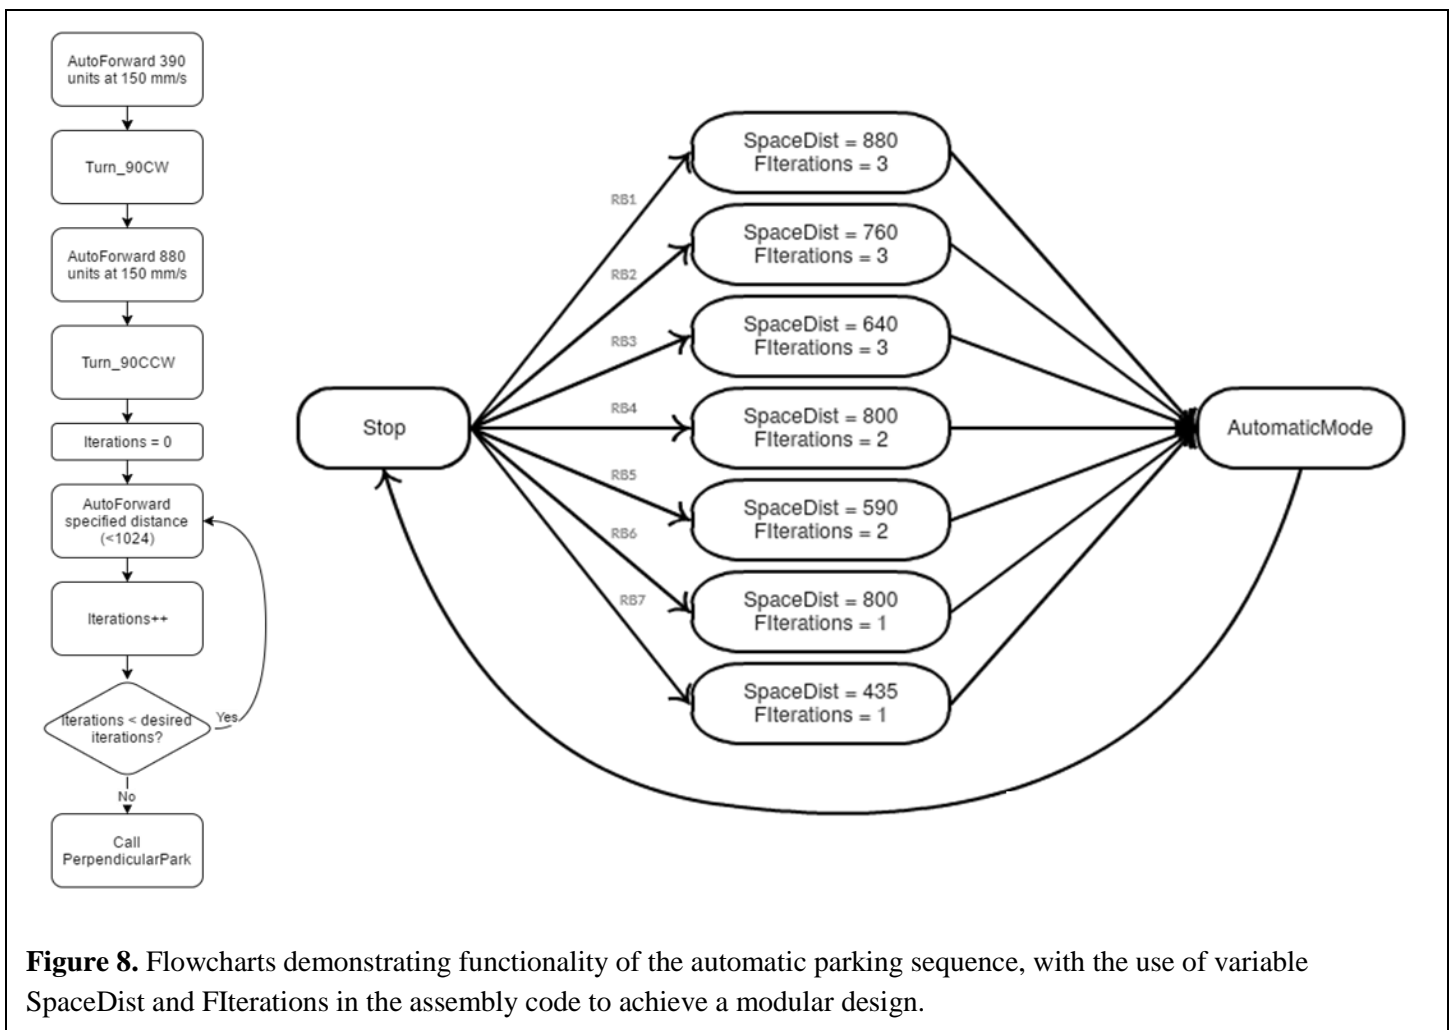 AutoForward 390
units at 150 mm/s
Turn_90CW
AutoForward 880
units at 150 mm/s
Turn_90CCW
Iterations = 0
AutoForward
specified distance
(<1024)
Iterations++
Iterations < desired
iterations?
Yes
No
Call
PerpendicularPark
Stop
RB1
RB2
RB3
RB4
RB5
RB6
RB7
SpaceDist = 880
FIterations = 3
SpaceDist = 760
FIterations = 3
SpaceDist = 640
FIterations = 3
SpaceDist = 800
FIterations = 2
SpaceDist = 590
FIterations = 2
SpaceDist = 800
FIterations = 1
SpaceDist = 435
FIterations = 1
AutomaticMode
Figure 8. Flowcharts demonstrating functionality of the automatic parking sequence, with the use of variable
SpaceDist and FIterations in the assembly code to achieve a modular design.